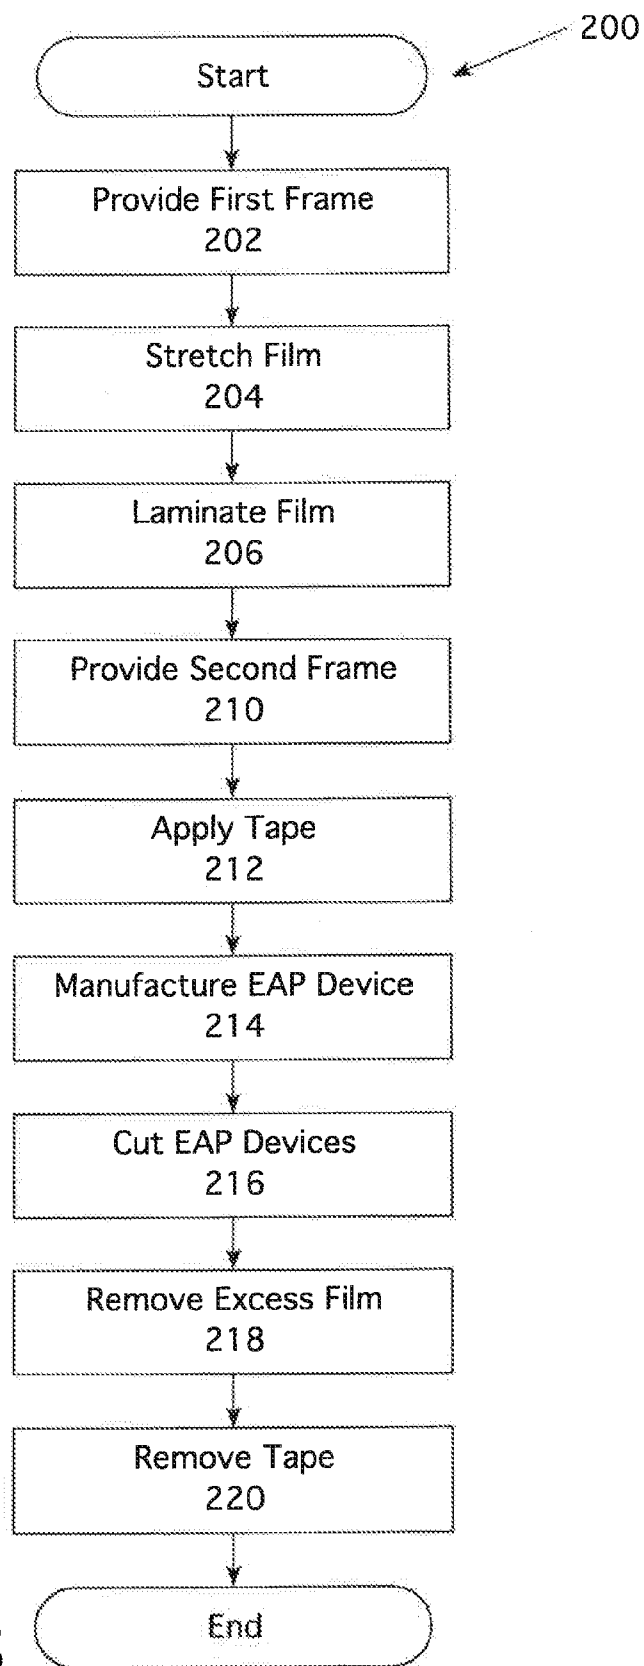 200
Start
Provide First Frame
202
Stretch Film
204
Laminate Film
206
Provide Second Frame
210
Apply Tape
212
Manufacture EAP Device
214
Cut EAP Devices
216
Remove Excess Film
218
Remove Tape
220
End